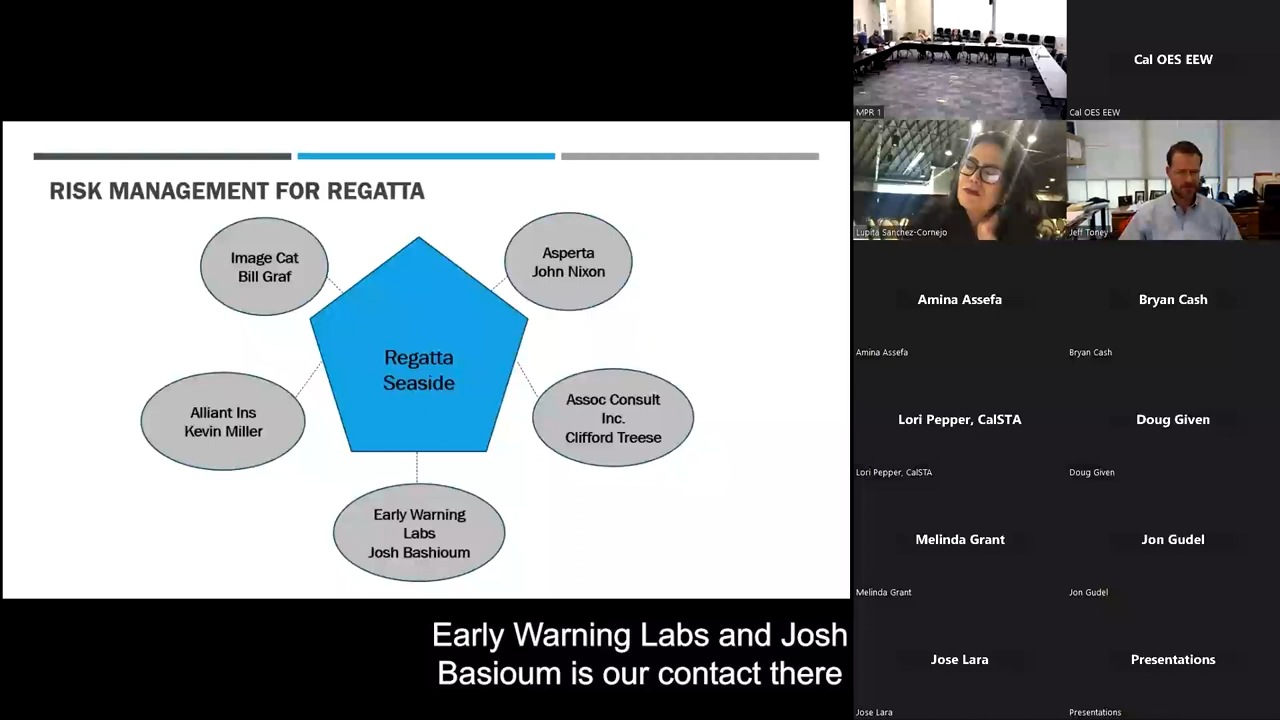 RISK MANAGEMENT FOR REGATTA
Image Cat
Bill Graf
Asperta
John Nixon
Regatta
Seaside
Alliant Ins
Kevin Miller
Assoc Consult
Inc.
Clifford Treese
Early Warning
Labs
Josh Bashioum
Early Warning Labs and Josh
Basioum is our contact there
MPR 1
Cal OES EEW
Cal OES EEW
Lupita Sanchez-Cornejo
Jeff Toney
Amina Assefa
Amina Assefa
Bryan Cash
Bryan Cash
Lori Pepper, CalSTA
Lori Pepper, CalSTA
Doug Given
Doug Given
Melinda Grant
Melinda Grant
Jon Gudel
Jon Gudel
Jose Lara
Jose Lara
Presentations
Presentations